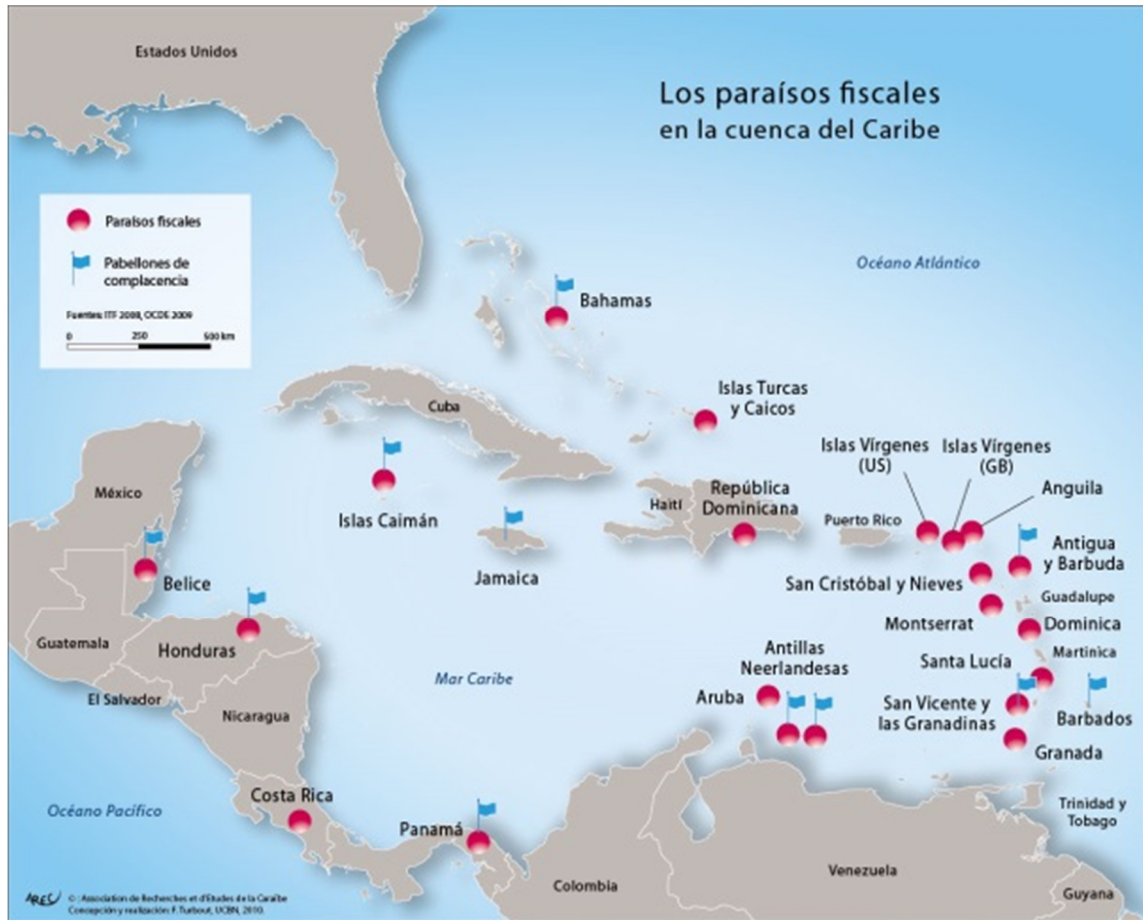 Estados Unidos
Los paraísos fiscales
en la cuenca del Caribe
Paraísos fiscales
Pabellones de
complacencia
Fuentes: ITF 2008, OCDE 2009
0 250 500 km
Océano Atlántico
Bahamas
Islas Turcas
y Caicos
Cuba
Islas Vírgenes
(US)
Islas Vírgenes
(GB)
Anguila
México
Islas Caimán
Haití
República
Dominicana
Puerto Rico
Jamaica
Antigua
y Barbuda
Belice
San Cristóbal y Nieves
Guadalupe
Guatemala
Honduras
Montserrat
Dominica
Martinica
Antillas
Neerlandesas
Santa Lucía
El Salvador
Mar Caribe
Aruba
San Vicente y
las Granadinas
Barbados
Nicaragua
Granada
Océano Pacífico
Costa Rica
Panamá
Trinidad y
Tobago
Colombia
Venezuela
Guyana
AREC © : Association de Recherches et d'Etudes de la Caraïbe
Concepción y realización: F. Turbout, UCBN, 2010.